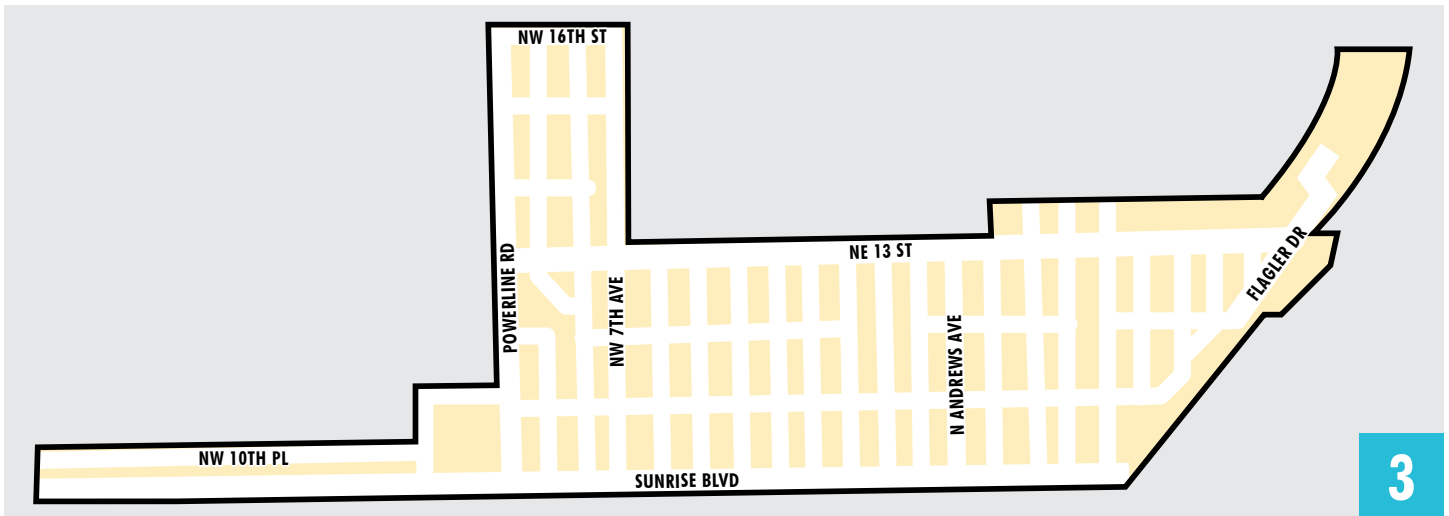 NW 16TH ST
POWERLINE RD
NW 7TH AVE
NE 13 ST
N ANDREWS AVE
FLAGLER DR
NW 10TH PL
SUNRISE BLVD
3